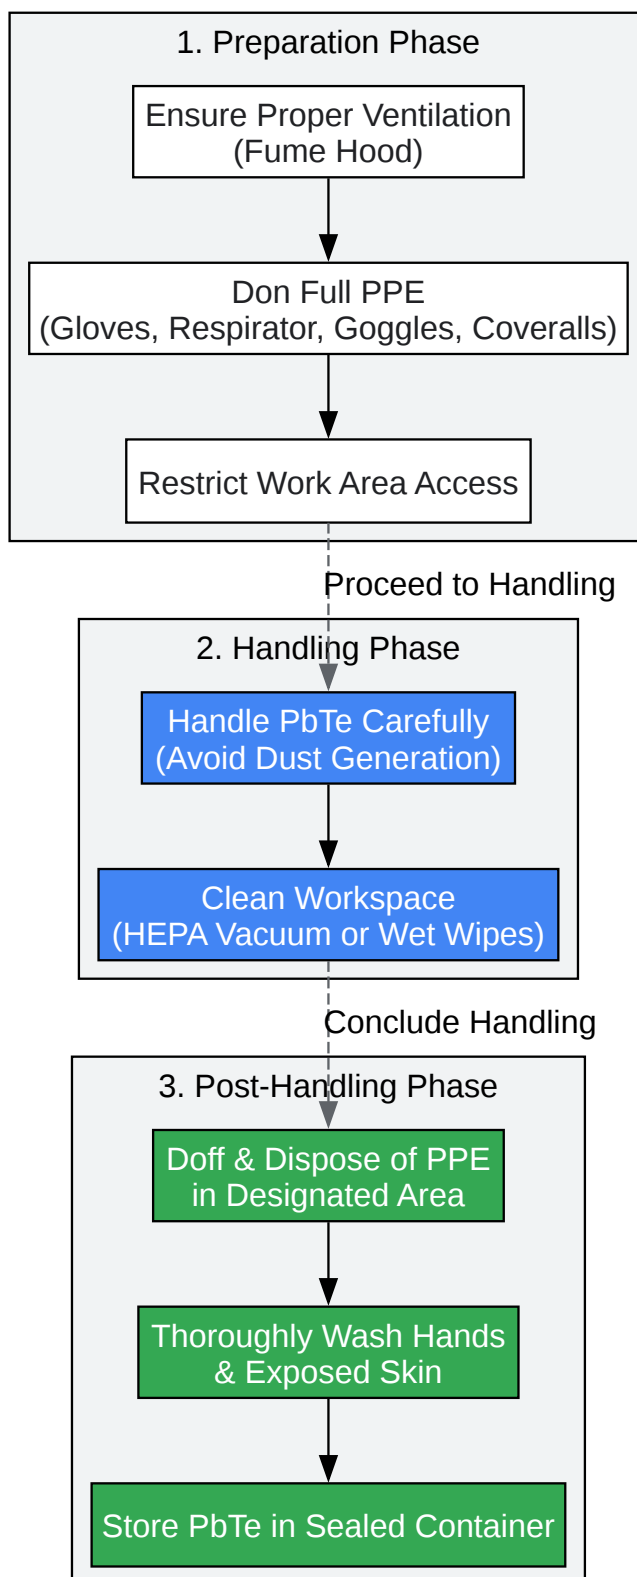 1. Preparation Phase
Ensure Proper Ventilation
(Fume Hood)
Don Full PPE
(Gloves, Respirator, Goggles, Coveralls)
Restrict Work Area Access
Proceed to Handling
2. Handling Phase
Handle PbTe Carefully
(Avoid Dust Generation)
Clean Workspace
(HEPA Vacuum or Wet Wipes)
Conclude Handling
3. Post-Handling Phase
Doff & Dispose of PPE
in Designated Area
Thoroughly Wash Hands
& Exposed Skin
Store PbTe in Sealed Container